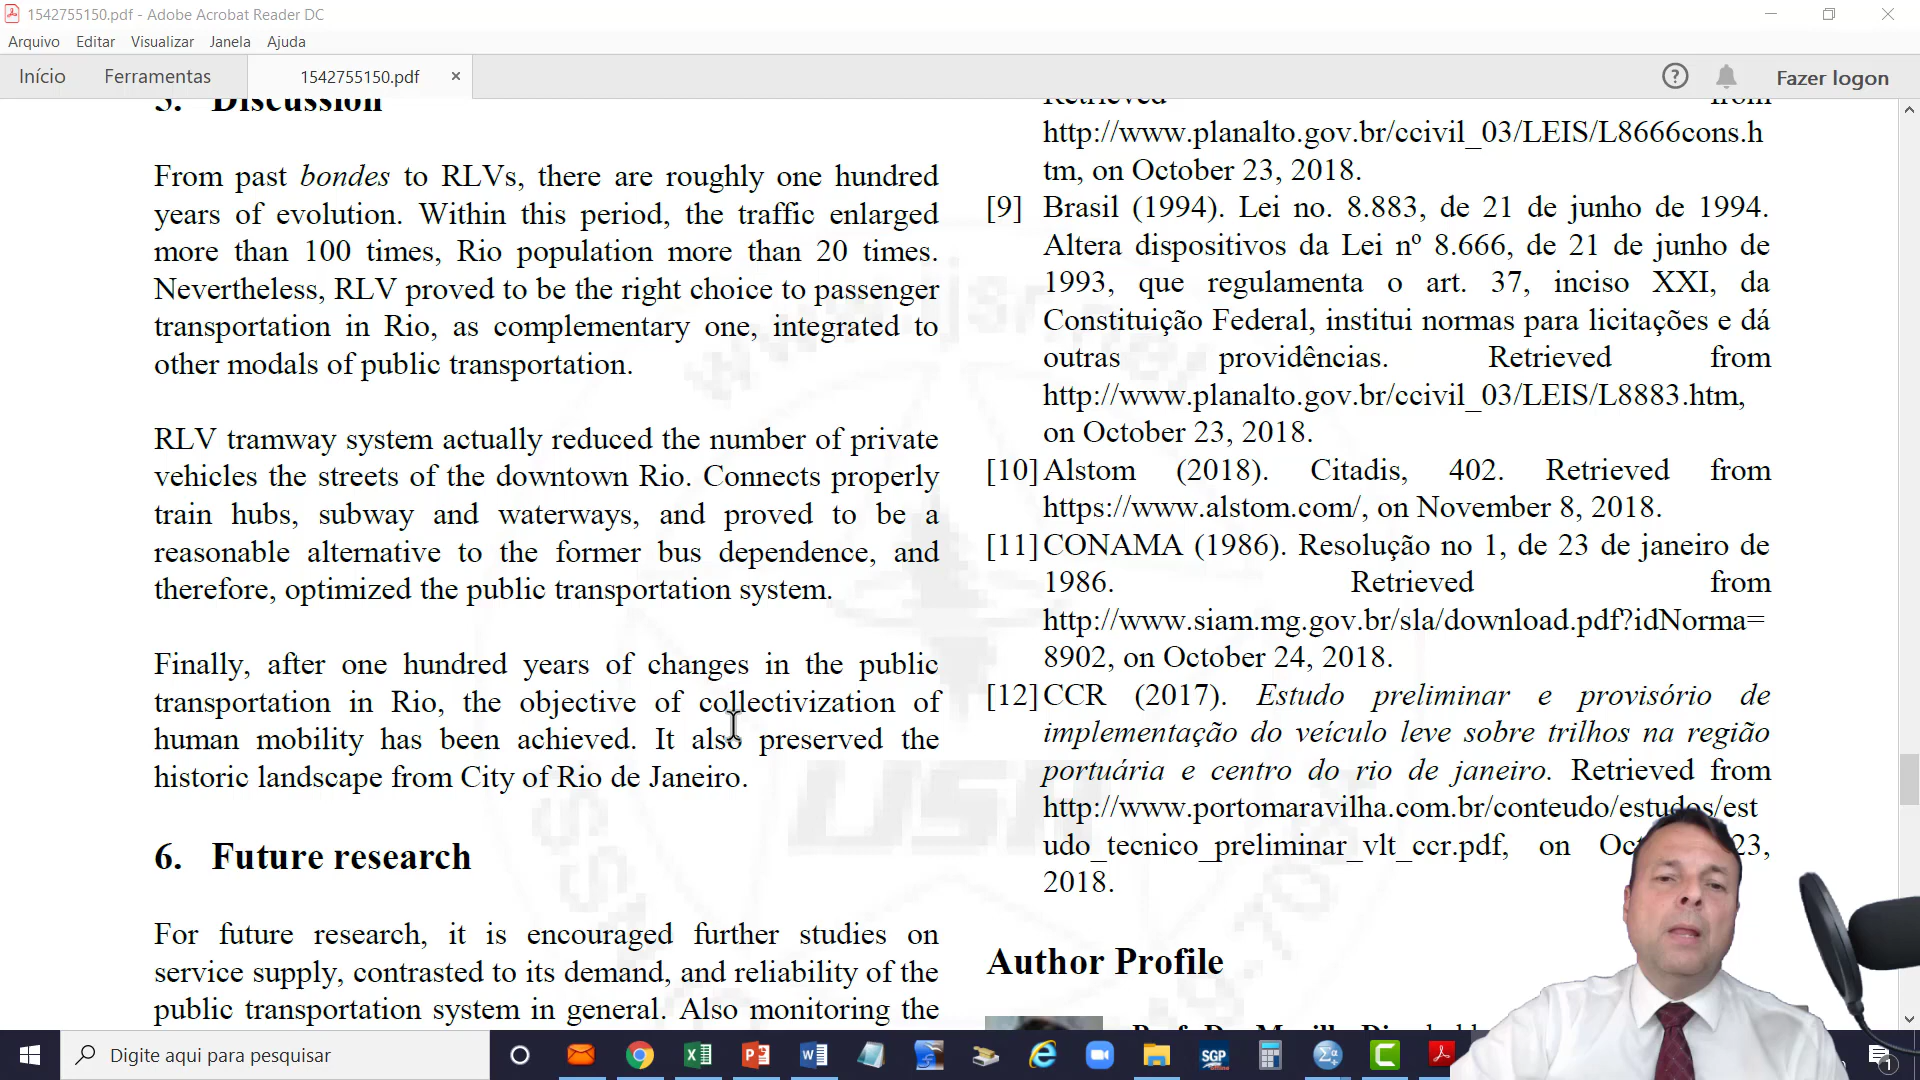 1542755150.pdf - Adobe Acrobat Reader DC
Arquivo Editar Visualizar Janela Ajuda
Início Ferramentas 1542755150.pdf × Fazer logon
5. Discussion
From past bondes to RLVs, there are roughly one hundred
years of evolution. Within this period, the traffic enlarged
more than 100 times, Rio population more than 20 times.
Nevertheless, RLV proved to be the right choice to passenger
transportation in Rio, as complementary one, integrated to
other modals of public transportation.
RLV tramway system actually reduced the number of private
vehicles the streets of the downtown Rio. Connects properly
train hubs, subway and waterways, and proved to be a
reasonable alternative to the former bus dependence, and
therefore, optimized the public transportation system.
Finally, after one hundred years of changes in the public
transportation in Rio, the objective of collectivization of
human mobility has been achieved. It also preserved the
historic landscape from City of Rio de Janeiro.
6. Future research
For future research, it is encouraged further studies on
service supply, contrasted to its demand, and reliability of the
public transportation system in general. Also monitoring the
Retrieved from
http://www.planalto.gov.br/ccivil_03/LEIS/L8666cons.h
tm, on October 23, 2018.
[9] Brasil (1994). Lei no. 8.883, de 21 de junho de 1994.
Altera dispositivos da Lei nº 8.666, de 21 de junho de
1993, que regulamenta o art. 37, inciso XXI, da
Constituição Federal, institui normas para licitações e dá
outras providências. Retrieved from
http://www.planalto.gov.br/ccivil_03/LEIS/L8883.htm,
on October 23, 2018.
[10] Alstom (2018). Citadis, 402. Retrieved from
https://www.alstom.com/, on November 8, 2018.
[11] CONAMA (1986). Resolução no 1, de 23 de janeiro de
1986. Retrieved from
http://www.siam.mg.gov.br/sla/download.pdf?idNorma=
8902, on October 24, 2018.
[12] CCR (2017). Estudo preliminar e provisório de
implementação do veículo leve sobre trilhos na região
portuária e centro do rio de janeiro. Retrieved from
http://www.portomaravilha.com.br/conteudo/estudos/est
udo_tecnico_preliminar_vlt_ccr.pdf, on 23,
2018.
Author Profile
Digite aqui para pesquisar
SGP
1